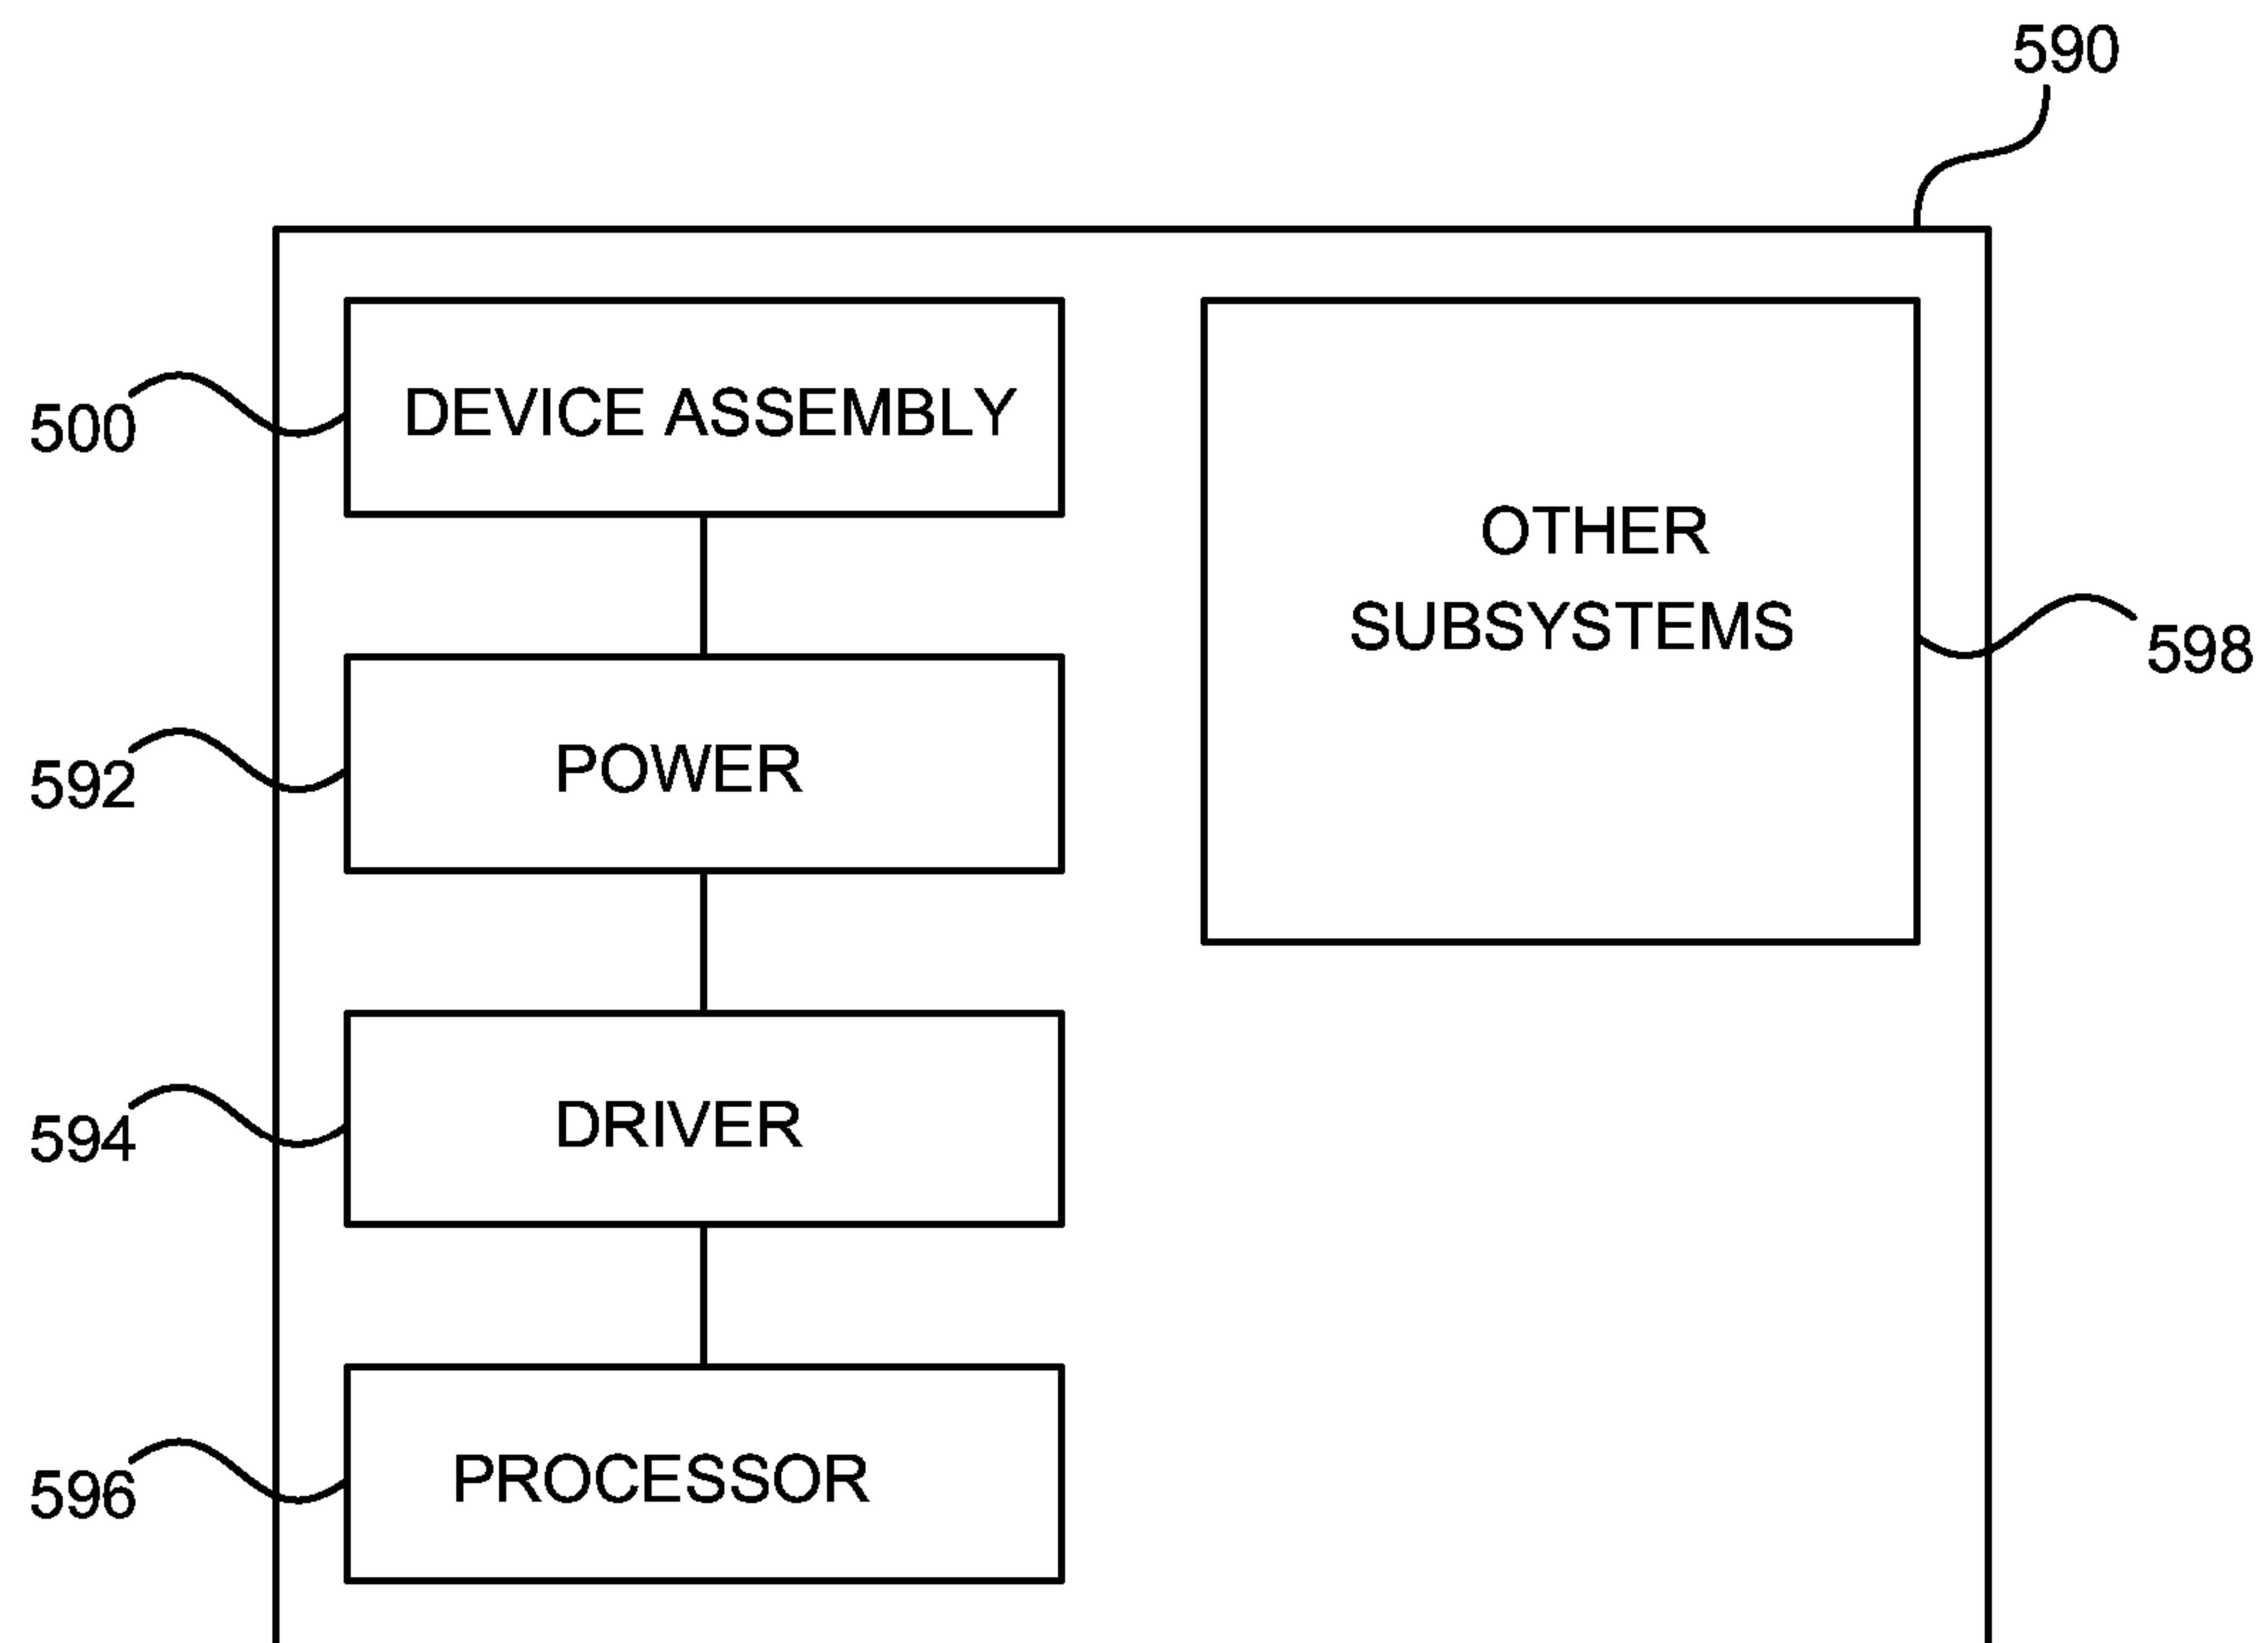 590
500
DEVICE ASSEMBLY
OTHER
SUBSYSTEMS
598
592
POWER
594
DRIVER
596
PROCESSOR